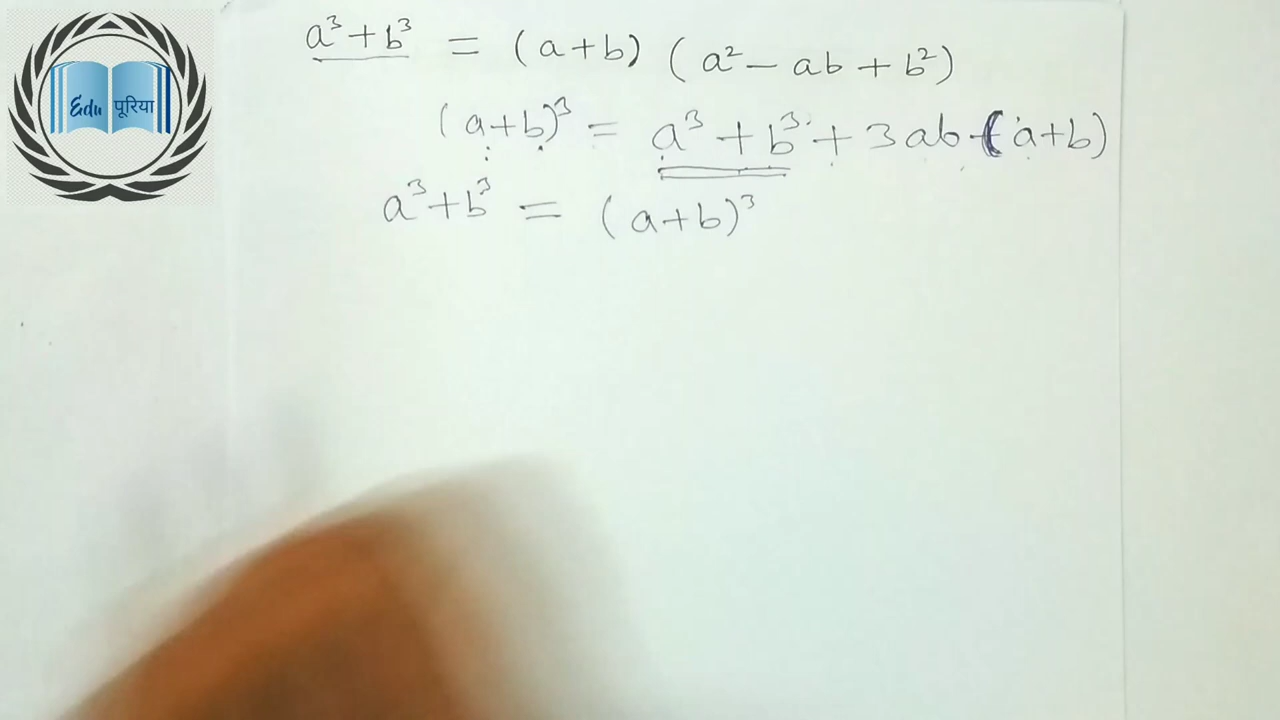 Edu पूरिया
a³ + b³ = (a+b) (a² - ab + b²)
(a+b)³ = a³ + b³ + 3ab (a+b)
a³ + b³ = (a+b)³